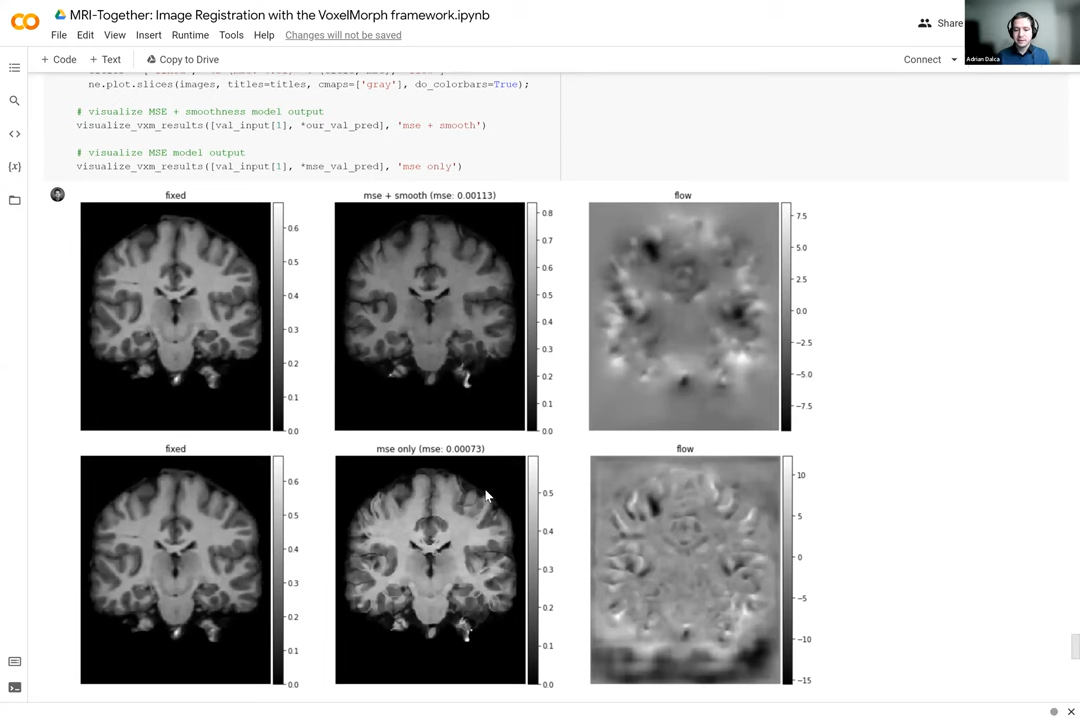 MRI-Together: Image Registration with the VoxelMorph framework.ipynb
File Edit View Insert Runtime Tools Help Changes will not be saved
Share
Adrian Dalca
+ Code + Text Copy to Drive
Connect
ne.plot.slices(images, titles=titles, cmaps=['gray'], do_colorbars=True);
# visualize MSE + smoothness model output
visualize_vxm_results([val_input[1], *our_val_pred], 'mse + smooth')
# visualize MSE model output
visualize_vxm_results([val_input[1], *mse_val_pred], 'mse only')
{x}
fixed
0.6
0.5
0.4
0.3
0.2
0.1
0.0
mse + smooth (mse: 0.00113)
0.8
0.7
0.6
0.5
0.4
0.3
0.2
0.1
0.0
flow
7.5
5.0
2.5
0.0
−2.5
−5.0
−7.5
fixed
0.6
0.5
0.4
0.3
0.2
0.1
0.0
mse only (mse: 0.00073)
0.5
0.4
0.3
0.2
0.1
0.0
flow
10
5
0
−5
−10
−15